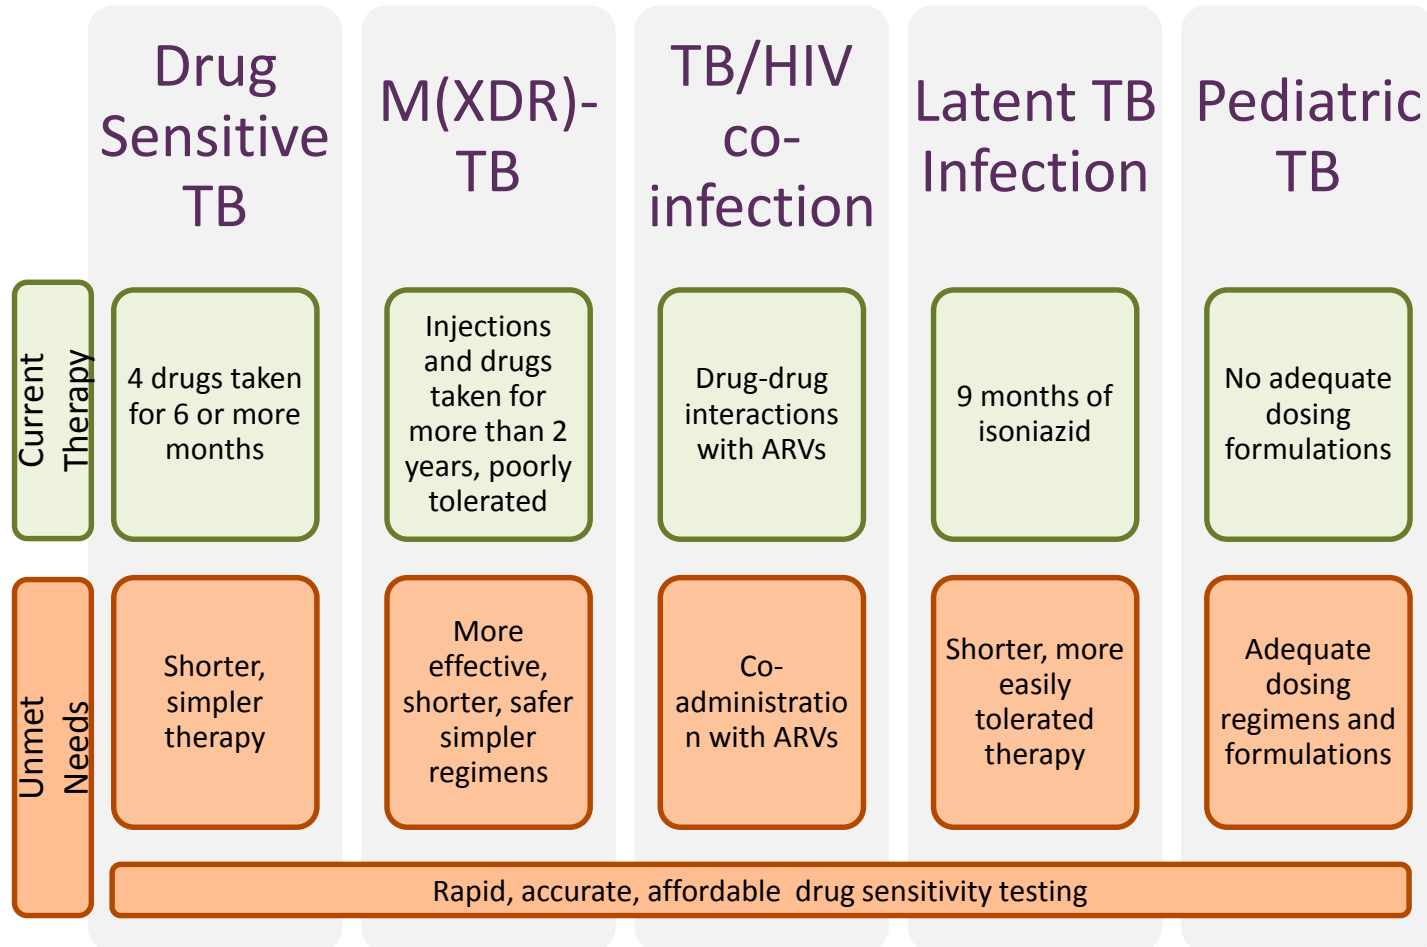 Drug
Sensitive
TB
M(XDR)-
TB
TB/HIV
co-
infection
Latent TB
Infection
Pediatric
TB
Current
Therapy
4 drugs taken
for 6 or more
months
Injections
and drugs
taken for
more than 2
years, poorly
tolerated
Drug-drug
interactions
with ARVs
9 months of
isoniazid
No adequate
dosing
formulations
Unmet
Needs
Shorter,
simpler
therapy
More
effective,
shorter, safer
simpler
regimens
Co-
administratio
n with ARVs
Shorter, more
easily
tolerated
therapy
Adequate
dosing
regimens and
formulations
Rapid, accurate, affordable  drug sensitivity testing